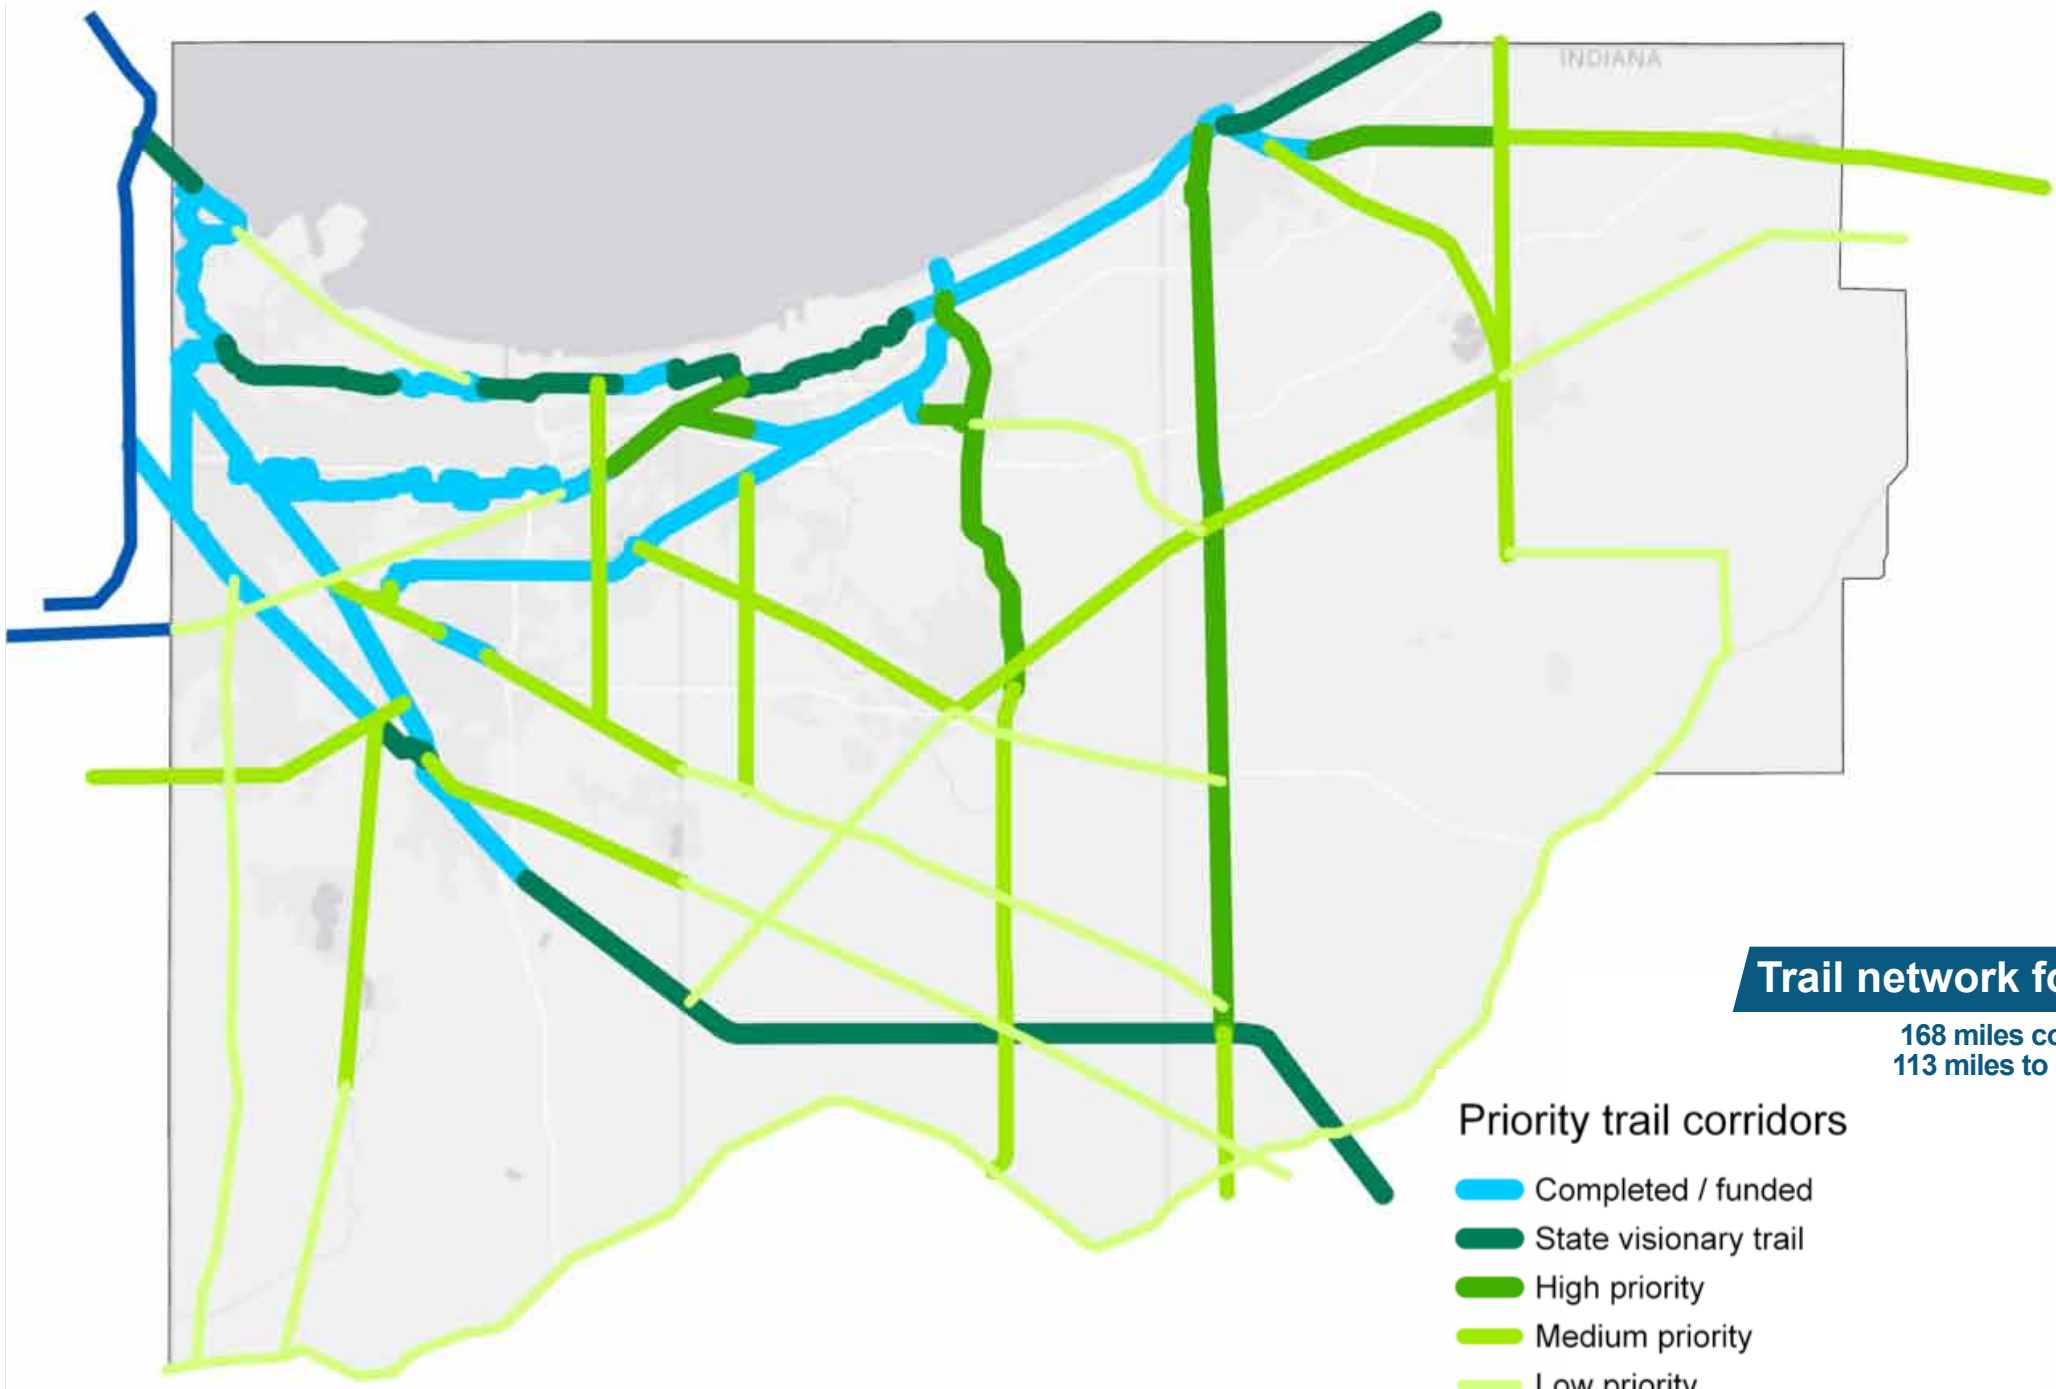 INDIANA
Trail network fo
168 miles co
113 miles to
Priority trail corridors
Completed / funded
State visionary trail
High priority
Medium priority
Low priority